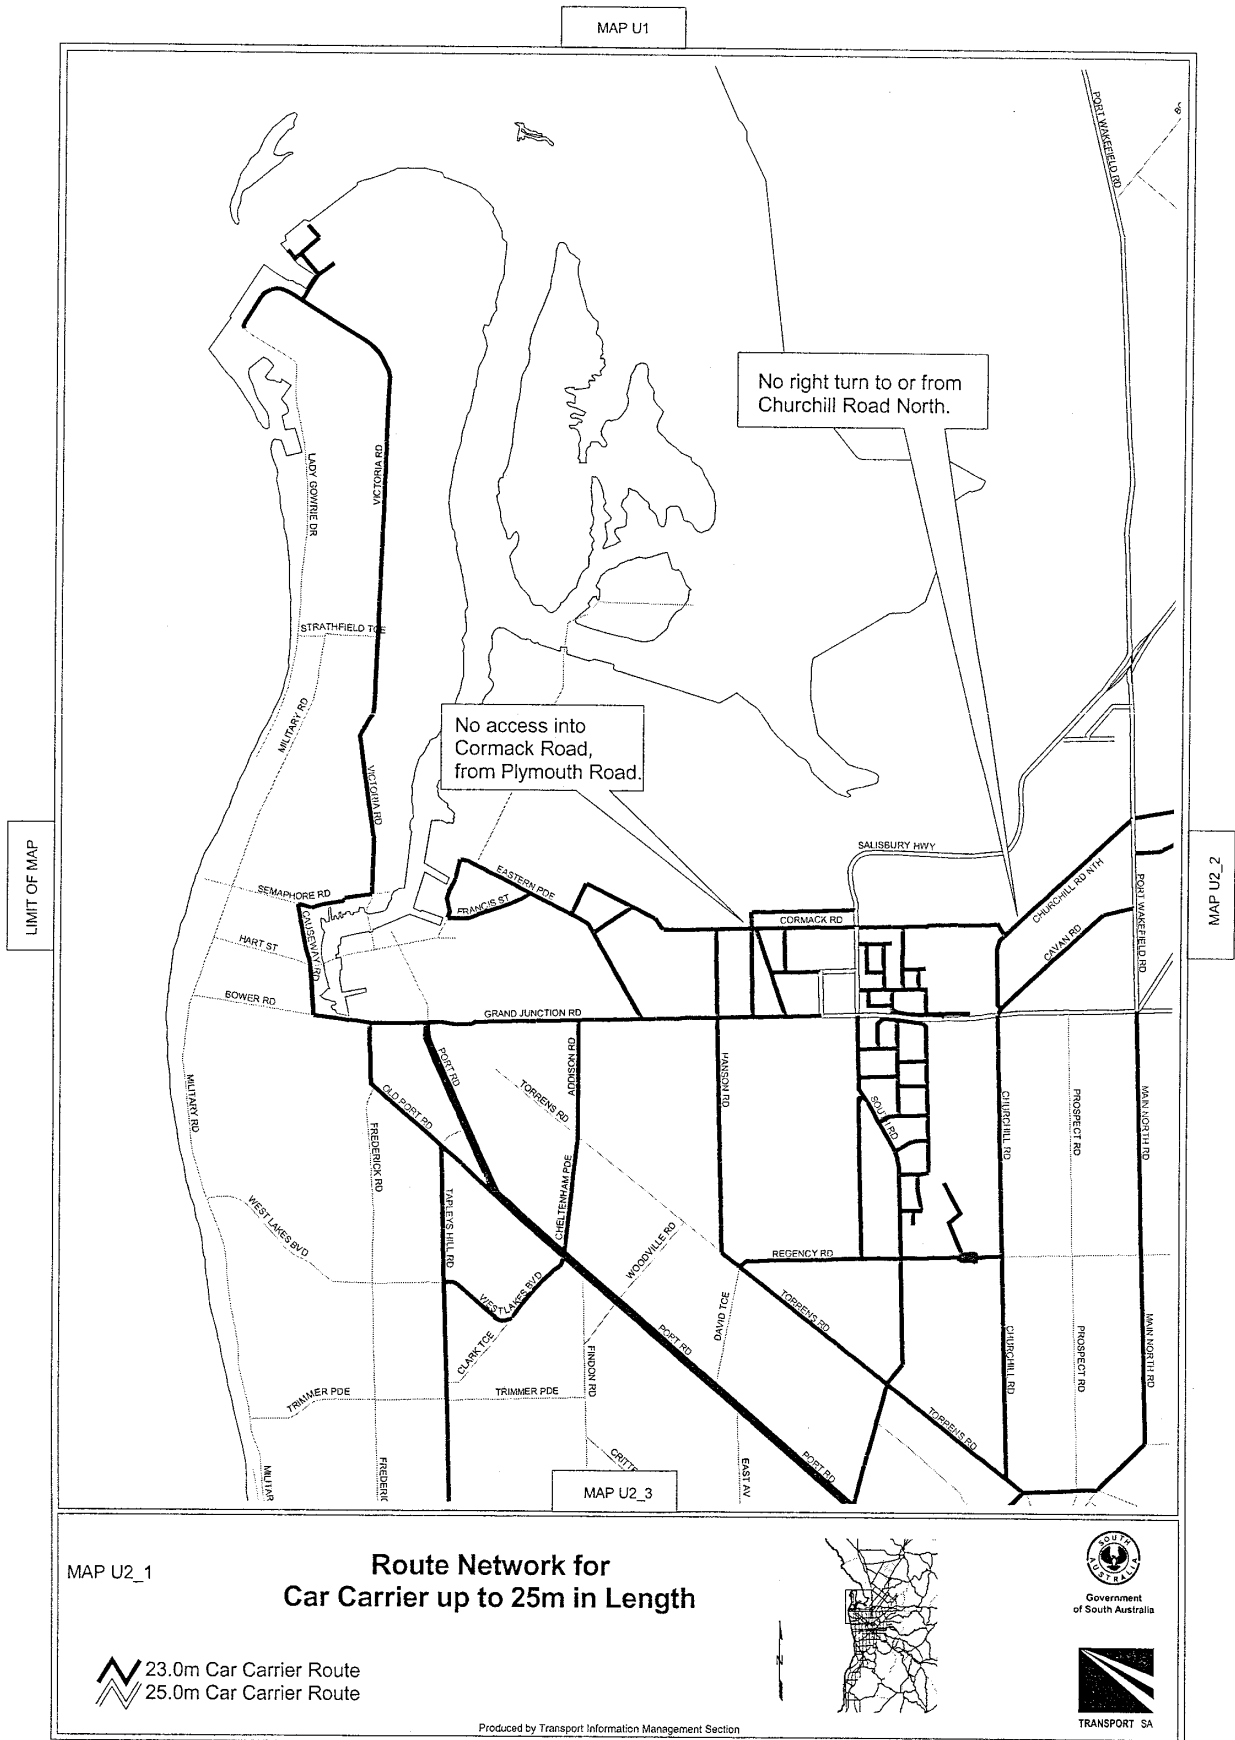 MAP U1
PORT WAKEFIELD RD
No right turn to or from
Churchill Road North.
VICTORIA RD
LADY GOWRIE DR
STRATHFIELD TCE
MILITARY RD
No access into
Cormack Road,
from Plymouth Road.
VICTORIA RD
LIMIT OF MAP
MAP U2_2
SALISBURY HWY
SEMAPHORE RD
EASTERN PDE
FRANCIS ST
CORMACK RD
CHURCHILL RD NTH
PORT WAKEFIELD RD
CAUSEWAY RD
HART ST
CAVAN RD
BOWER RD
GRAND JUNCTION RD
MILITARY RD
PORT RD
OLD PORT RD
ADDISON RD
TORRENS RD
HANSON RD
SOUTH RD
CHURCHILL RD
PROSPECT RD
MAIN NORTH RD
FREDERICK RD
WEST LAKES BVD
TAPLEYS HILL RD
CHELTENHAM PDE
WOODVILLE RD
REGENCY RD
WEST LAKES BVD
TORRENS RD
DAVID TCE
PORT RD
CLARK TCE
FINDON RD
CHURCHILL RD
PROSPECT RD
MAIN NORTH RD
TRIMMER PDE
TRIMMER PDE
TORRENS RD
PORT RD
EAST AV
CRITTE
MILITAR
FREDERIC
MAP U2_3
MAP U2_1
Route Network for
Car Carrier up to 25m in Length
23.0m Car Carrier Route
25.0m Car Carrier Route
N
SOUTH AUSTRALIA
Government
of South Australia
TRANSPORT SA
Produced by Transport Information Management Section